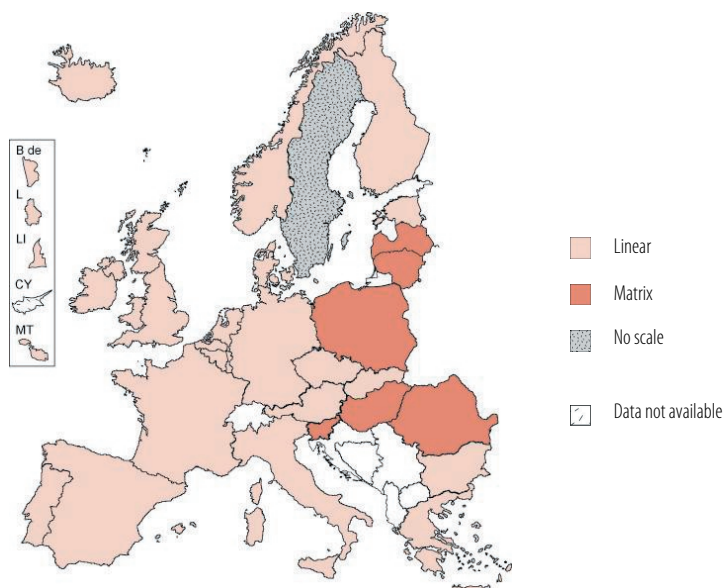 B de
L
LI
CY
MT
Linear
Matrix
No scale
Data not available